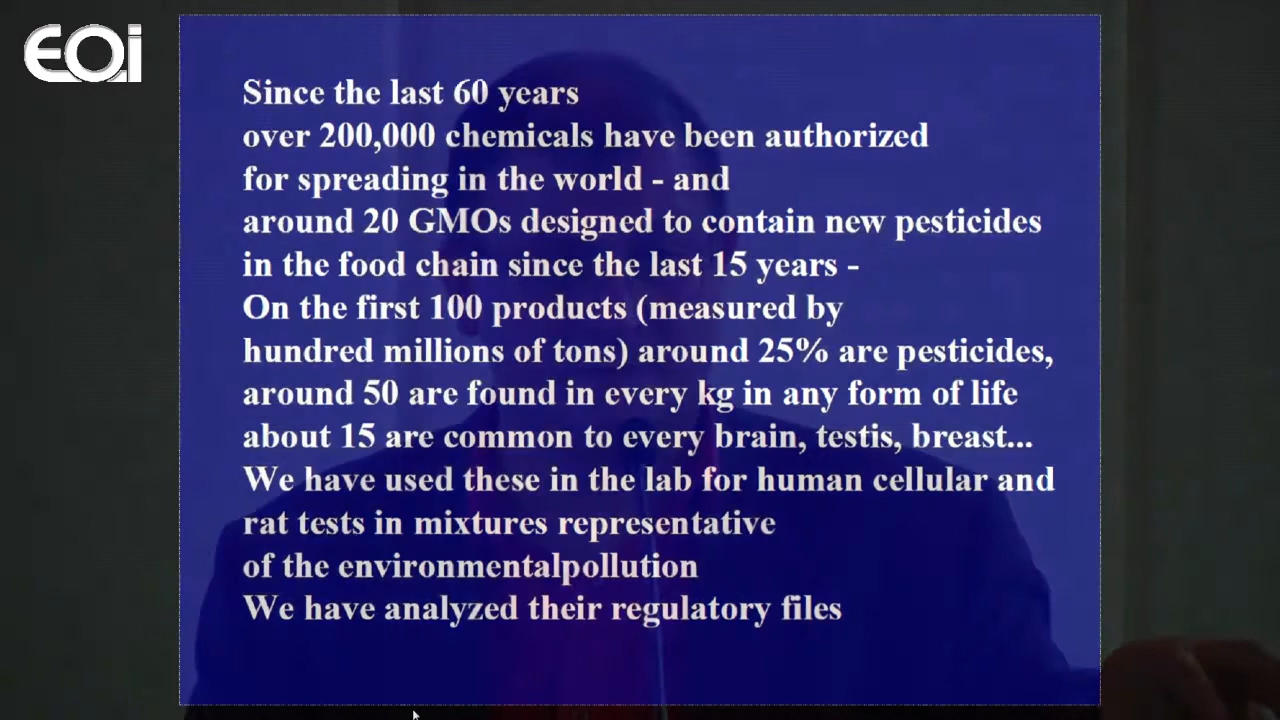 EOi
Since the last 60 years
over 200,000 chemicals have been authorized
for spreading in the world - and
around 20 GMOs designed to contain new pesticides
in the food chain since the last 15 years -
On the first 100 products (measured by
hundred millions of tons) around 25% are pesticides,
around 50 are found in every kg in any form of life
about 15 are common to every brain, testis, breast...
We have used these in the lab for human cellular and
rat tests in mixtures representative
of the environmentalpollution
We have analyzed their regulatory files